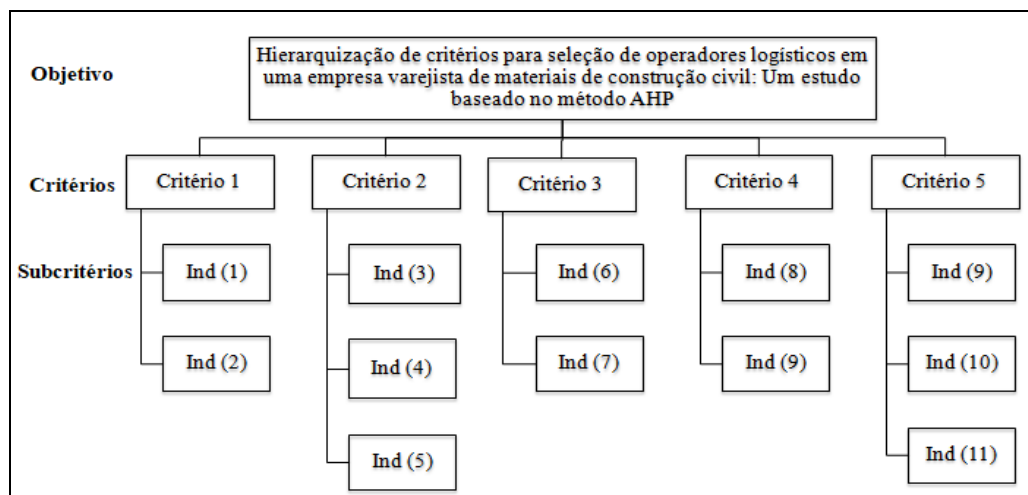 Hierarquização de critérios para seleção de operadores logísticos em
uma empresa varejista de materiais de construção civil: Um estudo
baseado no método AHP
Objetivo
Critérios
Critério 1
Critério 2
Critério 3
Critério 4
Critério 5
Subcritérios
Ind (1)
Ind (3)
Ind (6)
Ind (8)
Ind (9)
Ind (2)
Ind (4)
Ind (7)
Ind (9)
Ind (10)
Ind (5)
Ind (11)